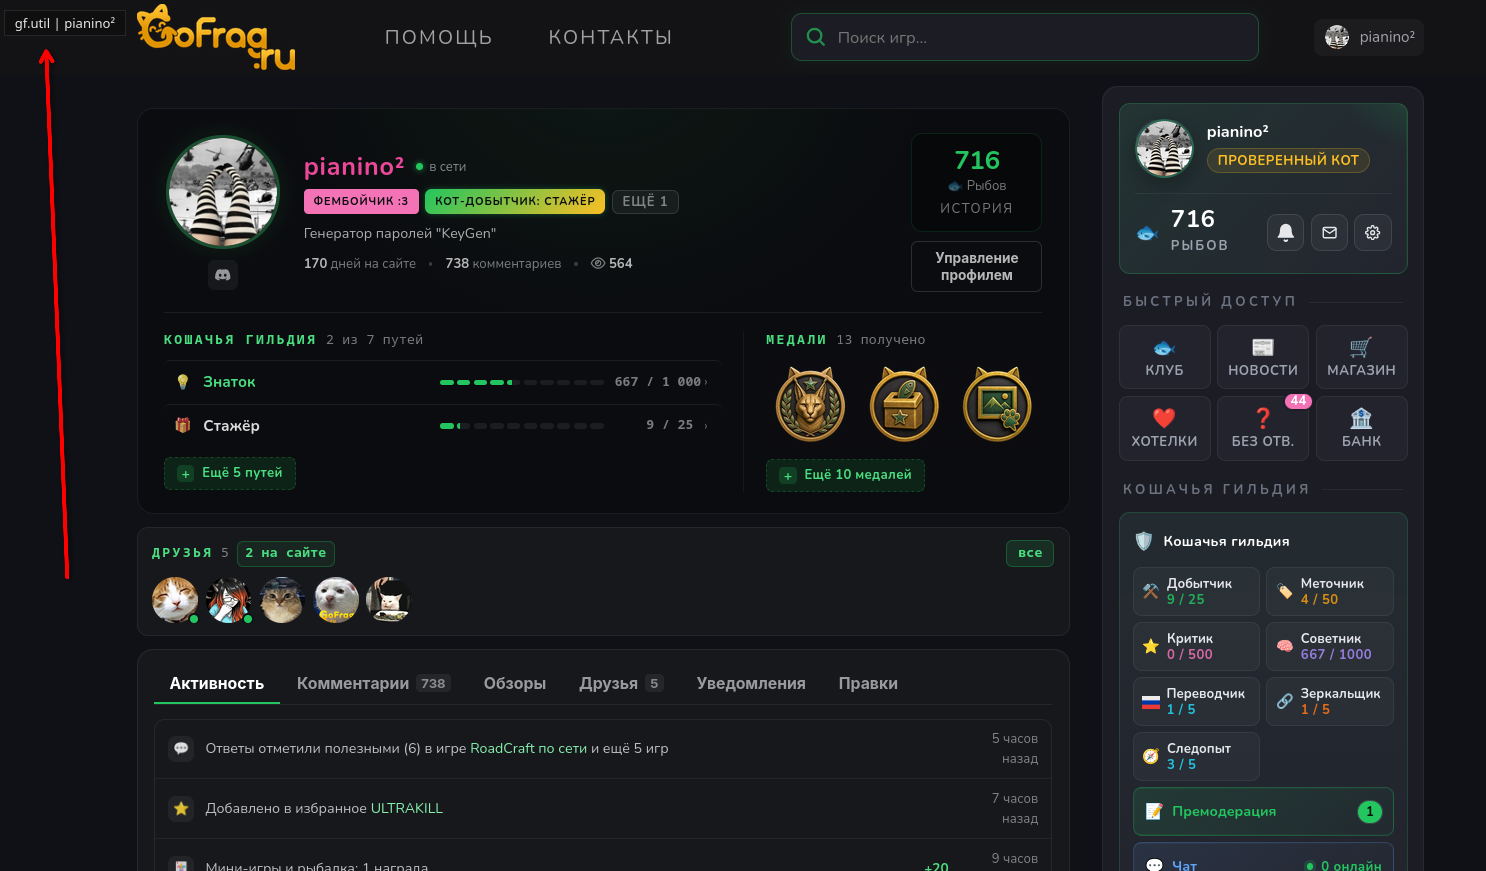 gf.util | pianino²
GoFrag.ru
ПОМОЩЬ
КОНТАКТЫ
Поиск игр...
pianino²
pianino²
в сети
ФЕМБОЙЧИК :3
КОТ-ДОБЫТЧИК: СТАЖЁР
ЕЩЁ 1
Генератор паролей "KeyGen"
170 дней на сайте • 738 комментариев • 564
716
Рыбов
ИСТОРИЯ
Управление
профилем
КОШАЧЬЯ ГИЛЬДИЯ 2 из 7 путей
Знаток
667 / 1 000 ›
Стажёр
9 / 25 ›
+ Ещё 5 путей
МЕДАЛИ 13 получено
+ Ещё 10 медалей
ДРУЗЬЯ 5 2 на сайте
все
GoFrag
Активность
Комментарии 738
Обзоры
Друзья 5
Уведомления
Правки
Ответы отметили полезными (6) в игре RoadCraft по сети и ещё 5 игр
5 часов
назад
Добавлено в избранное ULTRAKILL
7 часов
назад
Мини-игры и рыбалка: 1 награда
+20
9 часов
pianino²
ПРОВЕРЕННЫЙ КОТ
716
РЫБОВ
БЫСТРЫЙ ДОСТУП
КЛУБ
НОВОСТИ
МАГАЗИН
ХОТЕЛКИ
44
БЕЗ ОТВ.
БАНК
КОШАЧЬЯ ГИЛЬДИЯ
Кошачья гильдия
Добытчик
9 / 25
Меточник
4 / 50
Критик
0 / 500
Советник
667 / 1000
Переводчик
1 / 5
Зеркальщик
1 / 5
Следопыт
3 / 5
Премодерация
1
Чат
0 онлайн